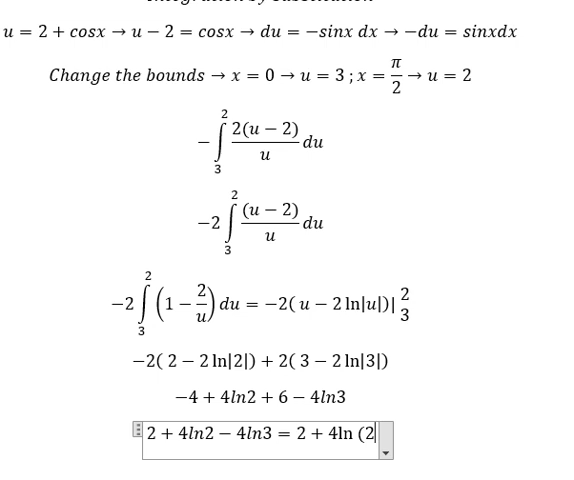 u = 2 + cosx → u − 2 = cosx → du = −sinx dx → −du = sinxdx
Change the bounds → x = 0 → u = 3 ; x = π/2 → u = 2
−∫₃² 2(u − 2)/u du
−2∫₃² (u − 2)/u du
−2∫₃² (1 − 2/u) du = −2( u − 2 ln|u|)| 2 3
−2( 2 − 2 ln|2|) + 2( 3 − 2 ln|3|)
−4 + 4ln2 + 6 − 4ln3
2 + 4ln2 − 4ln3 = 2 + 4ln (2